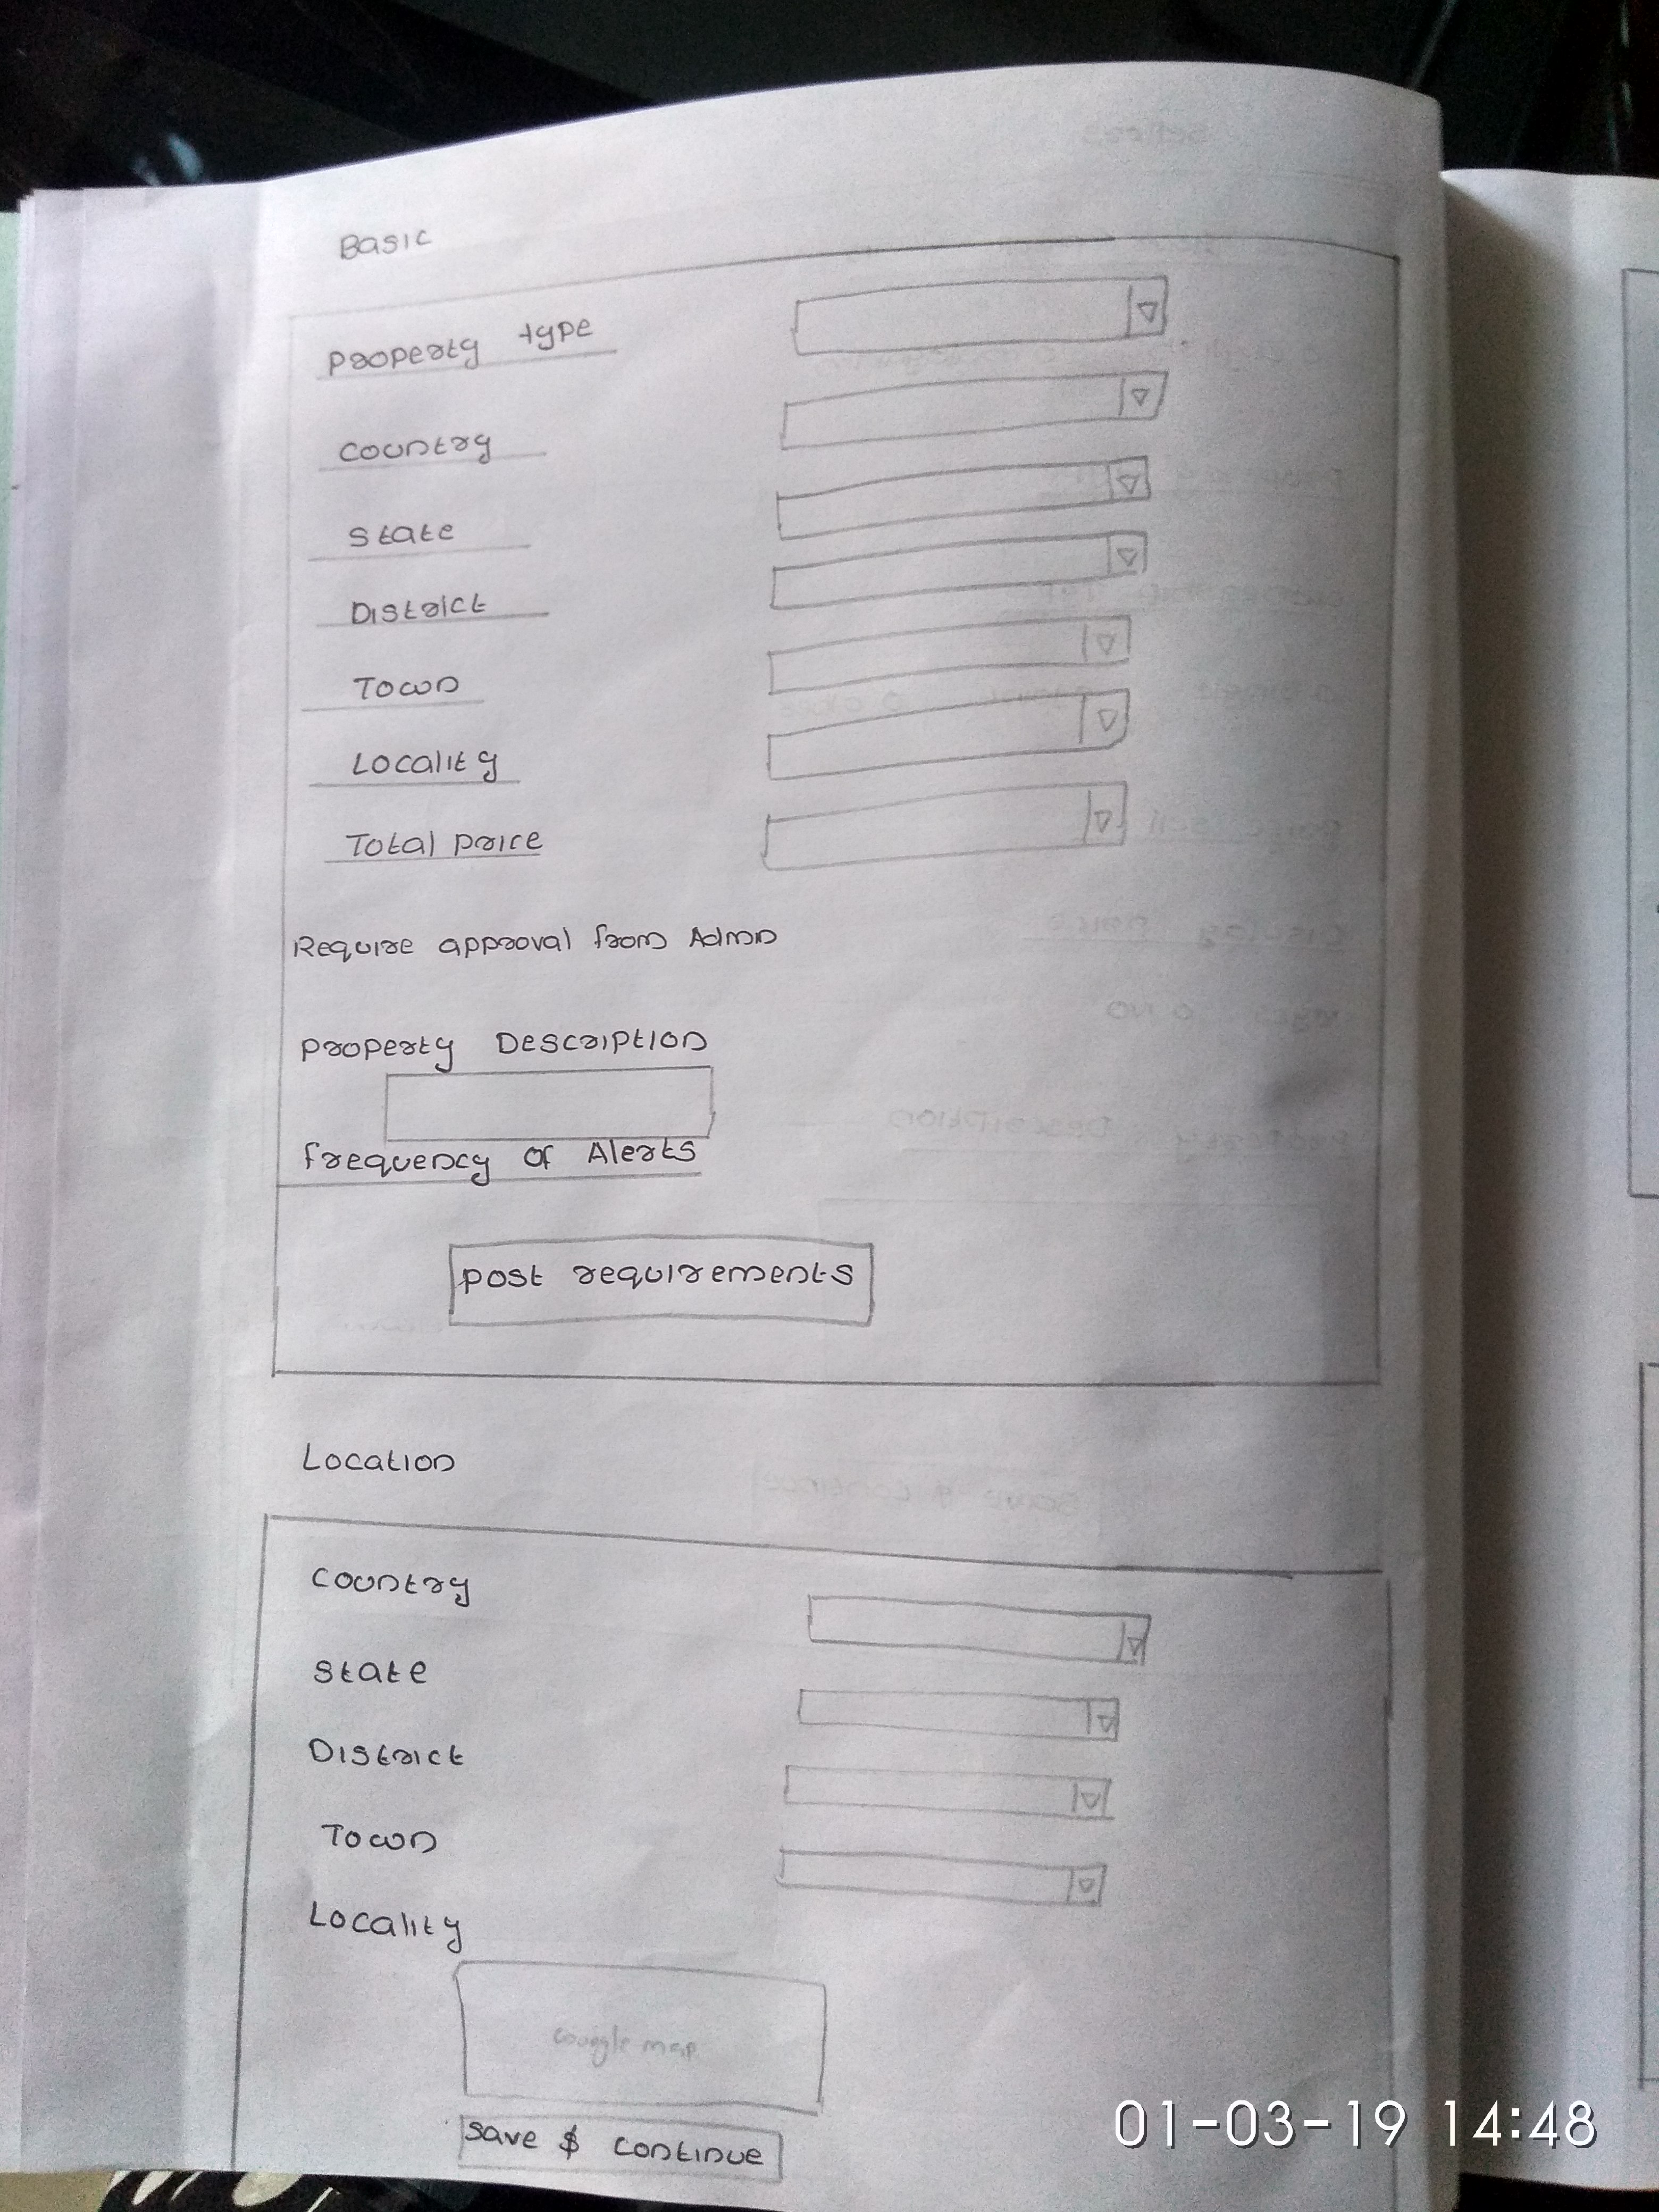 Basic
Property type
Country
State
District
Town
Locality
Total price
Require approval from Admin
Property Description
frequency of Alerts
post requirements
Location
Country
State
District
Town
Locality
Google map
Save $ continue
01-03-19 14:48